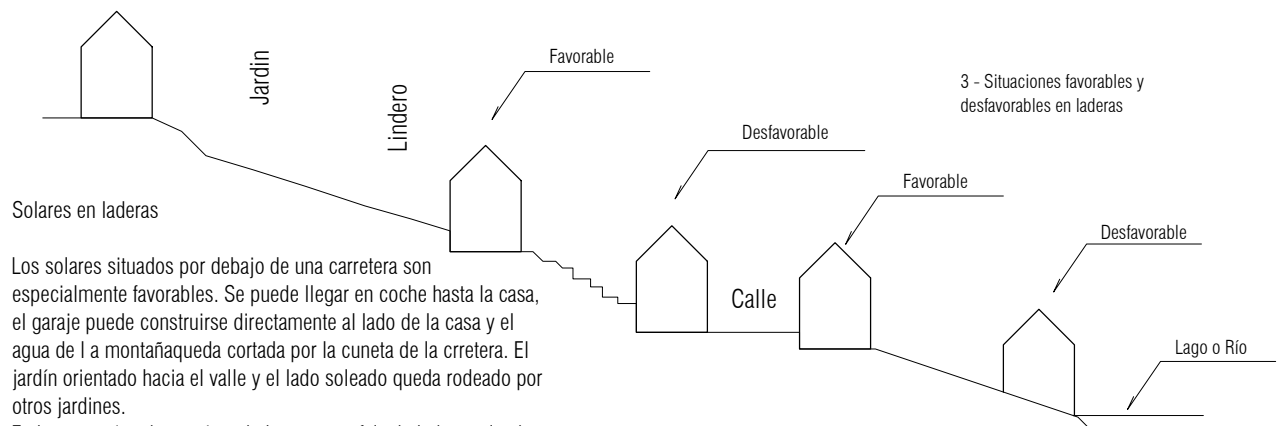 Jardin
Lindero
Favorable
Desfavorable
Favorable
Desfavorable
Calle
Lago o Río
3 - Situaciones favorables y
desfavorables en laderas
Solares en laderas
Los solares situados por debajo de una carretera son
especialmente favorables. Se puede llegar en coche hasta la casa,
el garaje puede construirse directamente al lado de la casa y el
agua de l a montañaqueda cortada por la cuneta de la crretera. El
jardín orientado hacia el valle y el lado soleado queda rodeado por
otros jardines.